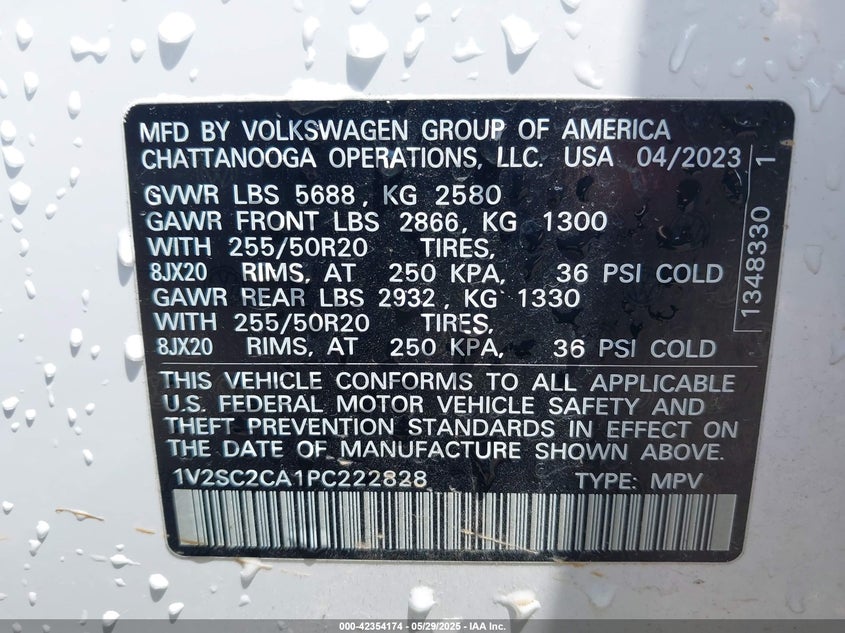 MFD BY VOLKSWAGEN GROUP OF AMERICA
CHATTANOOGA OPERATIONS, LLC. USA 04/2023
GVWR LBS 5688, KG 2580
GAWR FRONT LBS 2866, KG 1300
WITH 255/50R20 TIRES,
8JX20 RIMS, AT 250 KPA, 36 PSI COLD
GAWR REAR LBS 2932, KG 1330
WITH 255/50R20 TIRES,
8JX20 RIMS, AT 250 KPA, 36 PSI COLD
1348330 1
THIS VEHICLE CONFORMS TO ALL APPLICABLE
U.S. FEDERAL MOTOR VEHICLE SAFETY AND
THEFT PREVENTION STANDARDS IN EFFECT ON
THE DATE OF MANUFACTURE SHOWN ABOVE.
1V2SC2CA1PC222828 TYPE: MPV
000-42354174 - 05/29/2025 - IAA Inc.